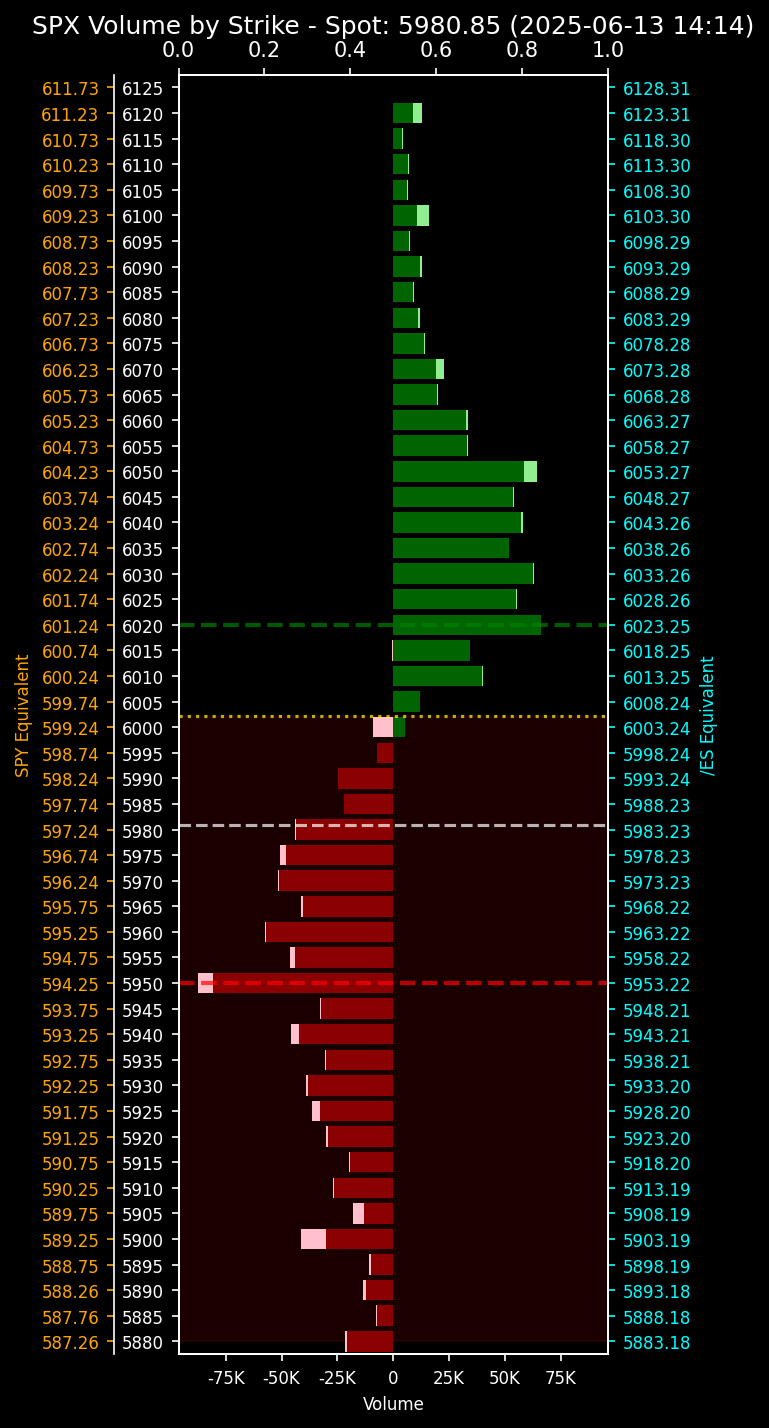 SPX Volume by Strike - Spot: 5980.85 (2025-06-13 14:14)
0.0 0.2 0.4 0.6 0.8 1.0
611.73 6125 6128.31
611.23 6120 6123.31
610.73 6115 6118.30
610.23 6110 6113.30
609.73 6105 6108.30
609.23 6100 6103.30
608.73 6095 6098.29
608.23 6090 6093.29
607.73 6085 6088.29
607.23 6080 6083.29
606.73 6075 6078.28
606.23 6070 6073.28
605.73 6065 6068.28
605.23 6060 6063.27
604.73 6055 6058.27
604.23 6050 6053.27
603.74 6045 6048.27
603.24 6040 6043.26
602.74 6035 6038.26
602.24 6030 6033.26
601.74 6025 6028.26
601.24 6020 6023.25
600.74 6015 6018.25
600.24 6010 6013.25
599.74 6005 6008.24
599.24 6000 6003.24
598.74 5995 5998.24
598.24 5990 5993.24
597.74 5985 5988.23
597.24 5980 5983.23
596.74 5975 5978.23
596.24 5970 5973.23
595.75 5965 5968.22
595.25 5960 5963.22
594.75 5955 5958.22
594.25 5950 5953.22
593.75 5945 5948.21
593.25 5940 5943.21
592.75 5935 5938.21
592.25 5930 5933.20
591.75 5925 5928.20
591.25 5920 5923.20
590.75 5915 5918.20
590.25 5910 5913.19
589.75 5905 5908.19
589.25 5900 5903.19
588.75 5895 5898.19
588.26 5890 5893.18
587.76 5885 5888.18
587.26 5880 5883.18
SPY Equivalent
/ES Equivalent
-75K -50K -25K 0 25K 50K 75K
Volume